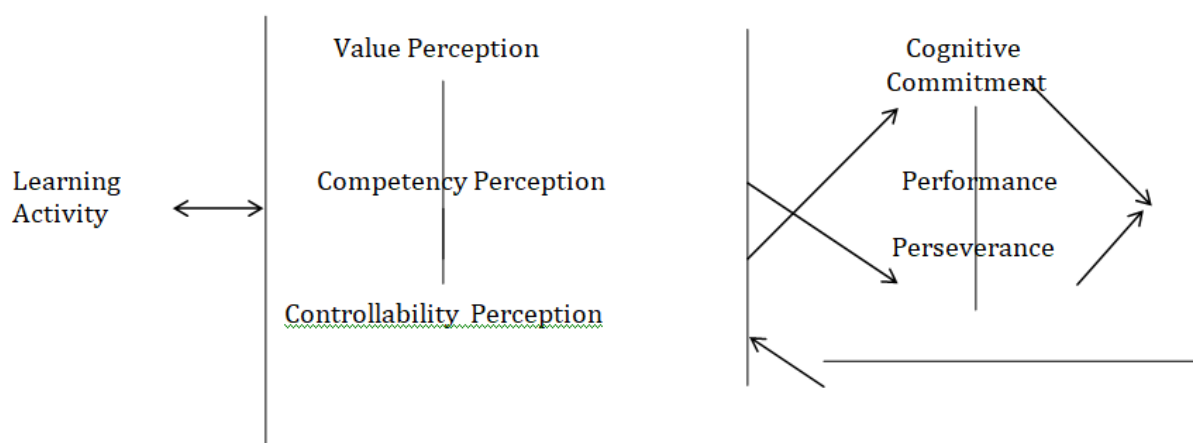 Value Perception
Cognitive
Commitment
Learning
Activity
Competency Perception
Performance
Perseverance
Controllability Perception